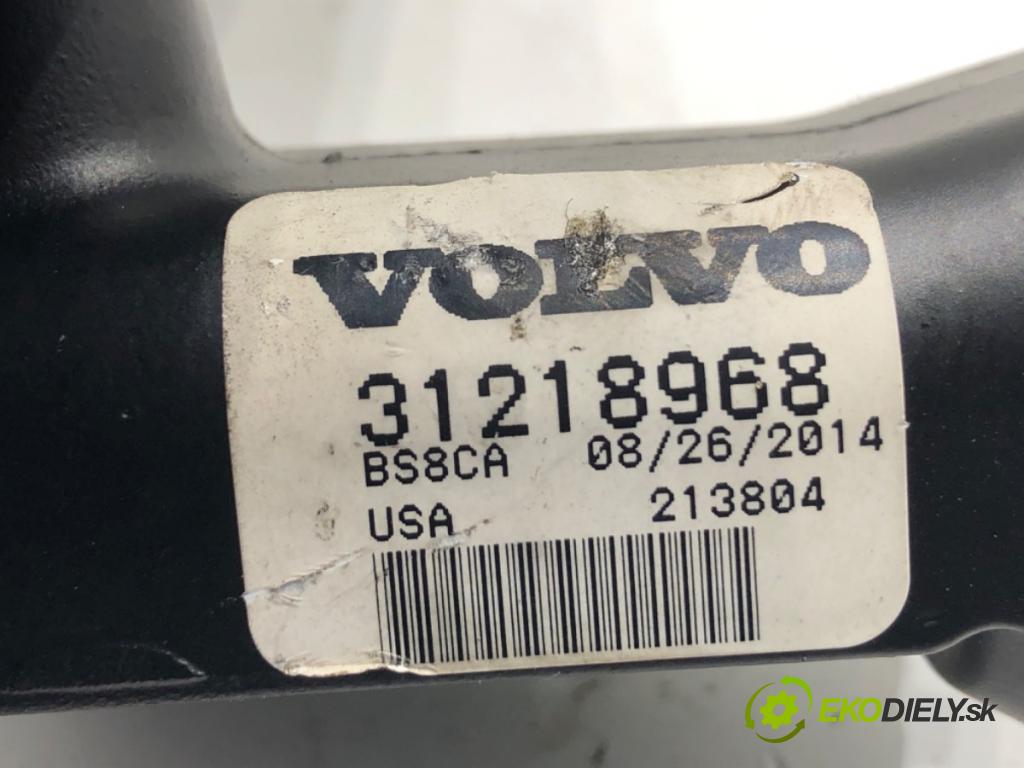 VOLVO
31218968
BS8CA 08/26/2014
USA 213804
EKODIELY.sk